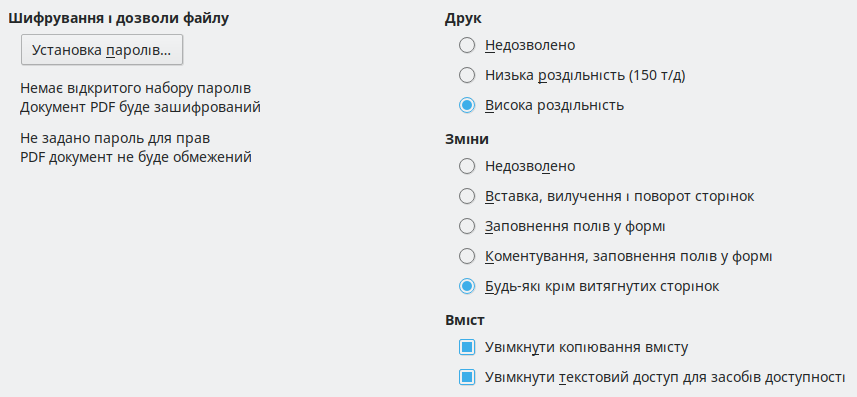 Шифрування і дозволи файлу
Установка паролів...
Немає відкритого набору паролів
Документ PDF буде зашифрований
Не задано пароль для прав
PDF документ не буде обмежений
Друк
Недозволено
Низька роздільність (150 т/д)
Висока роздільність
Зміни
Недозволено
Вставка, вилучення і поворот сторінок
Заповнення полів у формі
Коментування, заповнення полів у формі
Будь-які крім витягнутих сторінок
Вміст
Увімкнути копіювання вмісту
Увімкнути текстовий доступ для засобів доступності